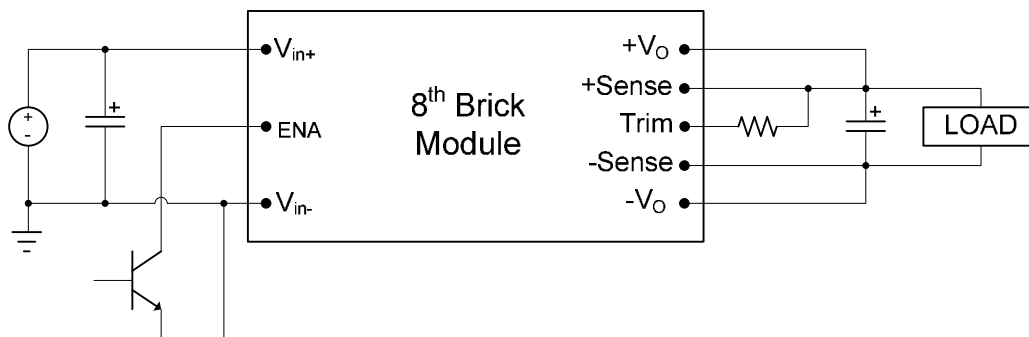 Vin+
ENA
Vin-
8th Brick
Module
+VO
+Sense
Trim
-Sense
-VO
+
-
+
+
LOAD